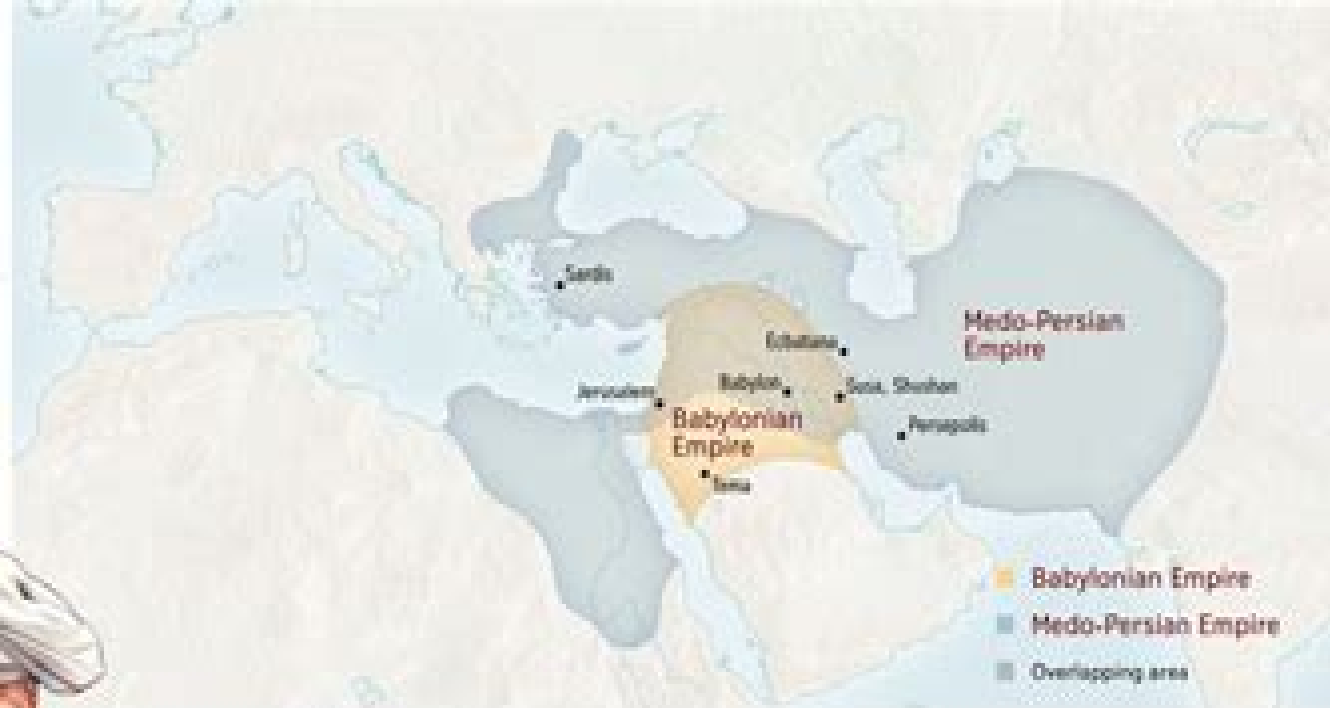 Sardis
Medo-Persian
Empire
Ecbatana
Babylon
Susa, Shushan
Jerusalem
Babylonian
Empire
Persepolis
Tema
Babylonian Empire
Medo-Persian Empire
Overlapping area